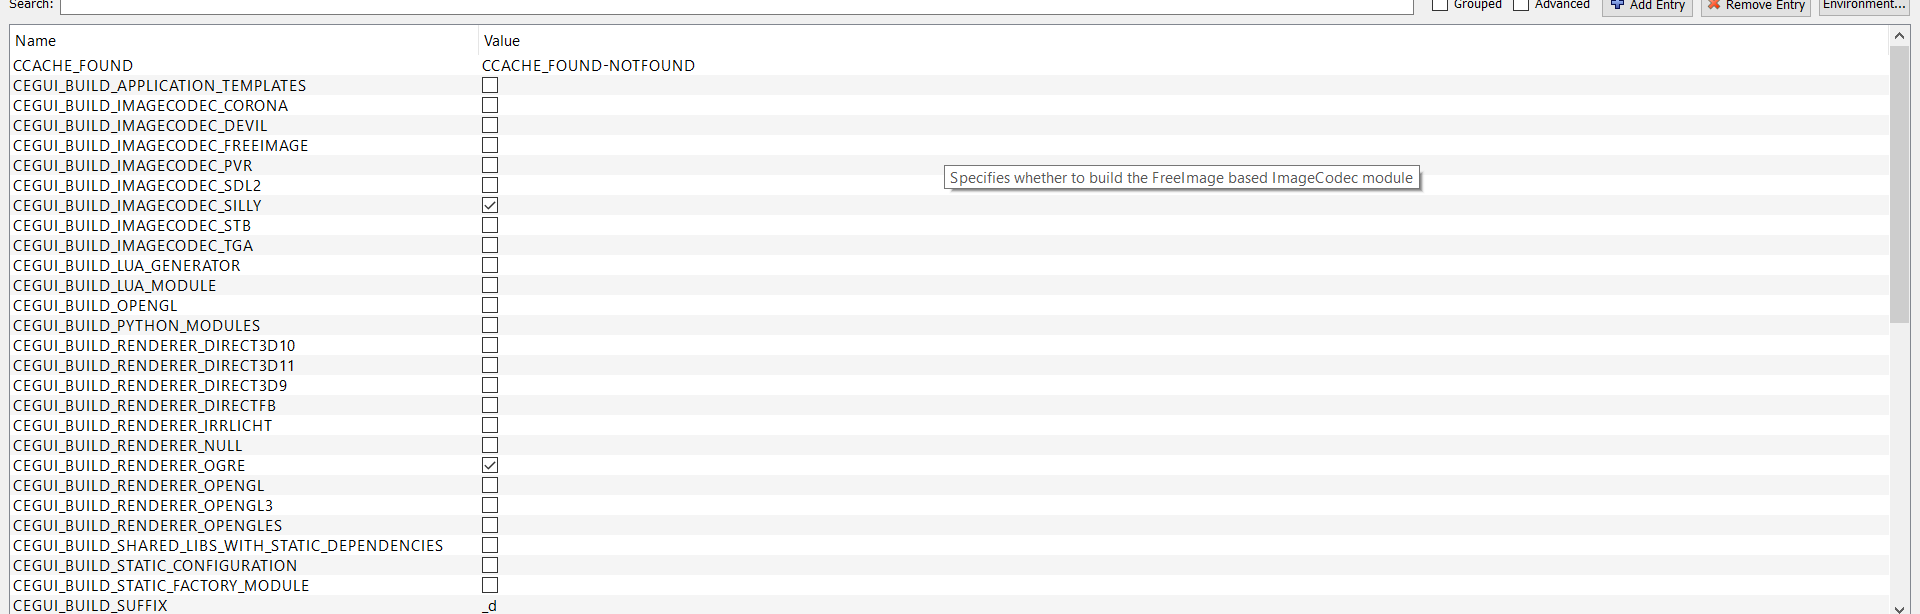 Search: Grouped Advanced Add Entry Remove Entry Environment...
Name Value
CCACHE_FOUND CCACHE_FOUND-NOTFOUND
CEGUI_BUILD_APPLICATION_TEMPLATES
CEGUI_BUILD_IMAGECODEC_CORONA
CEGUI_BUILD_IMAGECODEC_DEVIL
CEGUI_BUILD_IMAGECODEC_FREEIMAGE
CEGUI_BUILD_IMAGECODEC_PVR
Specifies whether to build the FreeImage based ImageCodec module
CEGUI_BUILD_IMAGECODEC_SDL2
CEGUI_BUILD_IMAGECODEC_SILLY
CEGUI_BUILD_IMAGECODEC_STB
CEGUI_BUILD_IMAGECODEC_TGA
CEGUI_BUILD_LUA_GENERATOR
CEGUI_BUILD_LUA_MODULE
CEGUI_BUILD_OPENGL
CEGUI_BUILD_PYTHON_MODULES
CEGUI_BUILD_RENDERER_DIRECT3D10
CEGUI_BUILD_RENDERER_DIRECT3D11
CEGUI_BUILD_RENDERER_DIRECT3D9
CEGUI_BUILD_RENDERER_DIRECTFB
CEGUI_BUILD_RENDERER_IRRLICHT
CEGUI_BUILD_RENDERER_NULL
CEGUI_BUILD_RENDERER_OGRE
CEGUI_BUILD_RENDERER_OPENGL
CEGUI_BUILD_RENDERER_OPENGL3
CEGUI_BUILD_RENDERER_OPENGLES
CEGUI_BUILD_SHARED_LIBS_WITH_STATIC_DEPENDENCIES
CEGUI_BUILD_STATIC_CONFIGURATION
CEGUI_BUILD_STATIC_FACTORY_MODULE
CEGUI_BUILD_SUFFIX _d